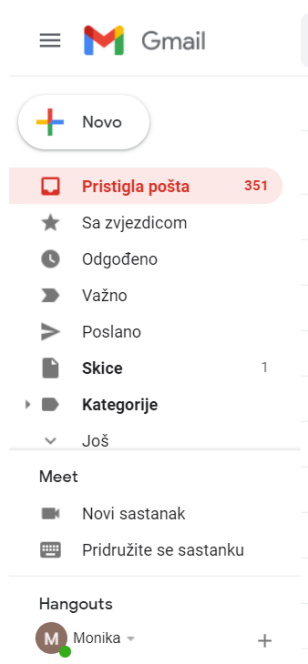 Gmail
Novo
Pristigla pošta 351
Sa zvjezdicom
Odgođeno
Važno
Poslano
Skice 1
Kategorije
Još
Meet
Novi sastanak
Pridružite se sastanku
Hangouts
M Monika